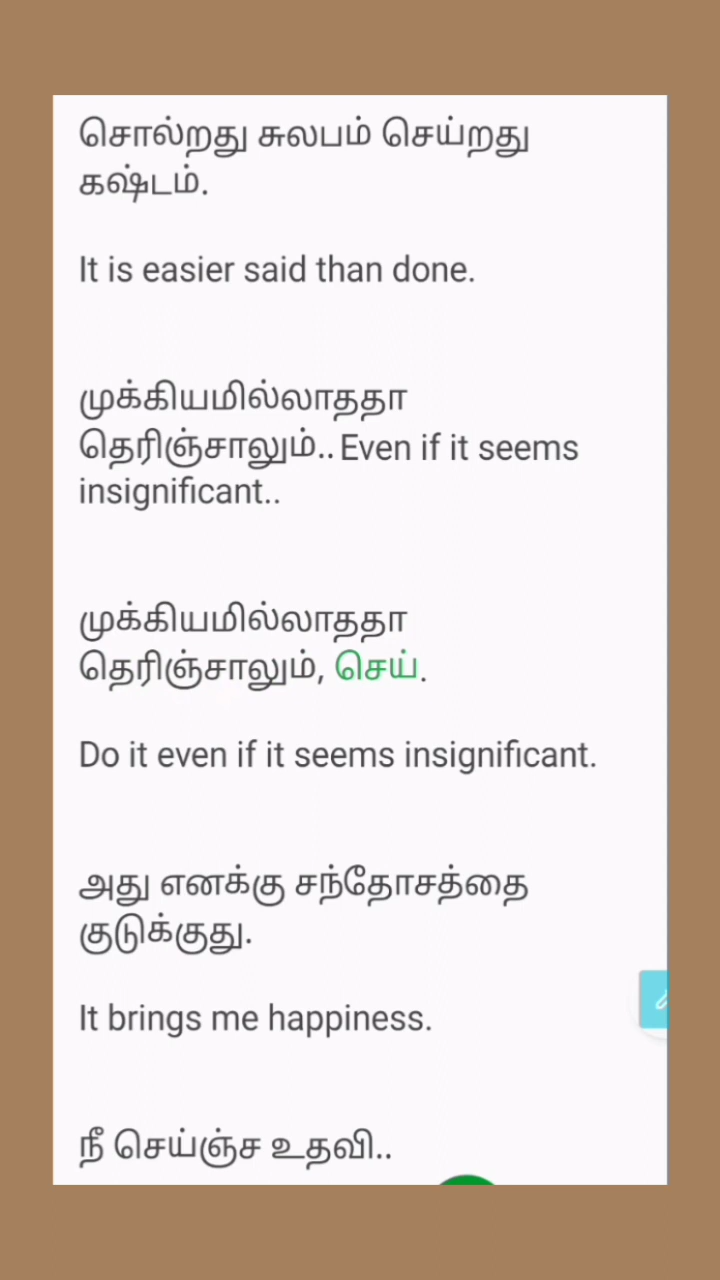 சொல்றது சுலபம் செய்றது
கஷ்டம்.
It is easier said than done.
முக்கியமில்லாததா
தெரிஞ்சாலும்.. Even if it seems
insignificant..
முக்கியமில்லாததா
தெரிஞ்சாலும், செய்.
Do it even if it seems insignificant.
அது எனக்கு சந்தோசத்தை
குடுக்குது.
It brings me happiness.
நீ செய்ஞ்ச உதவி..